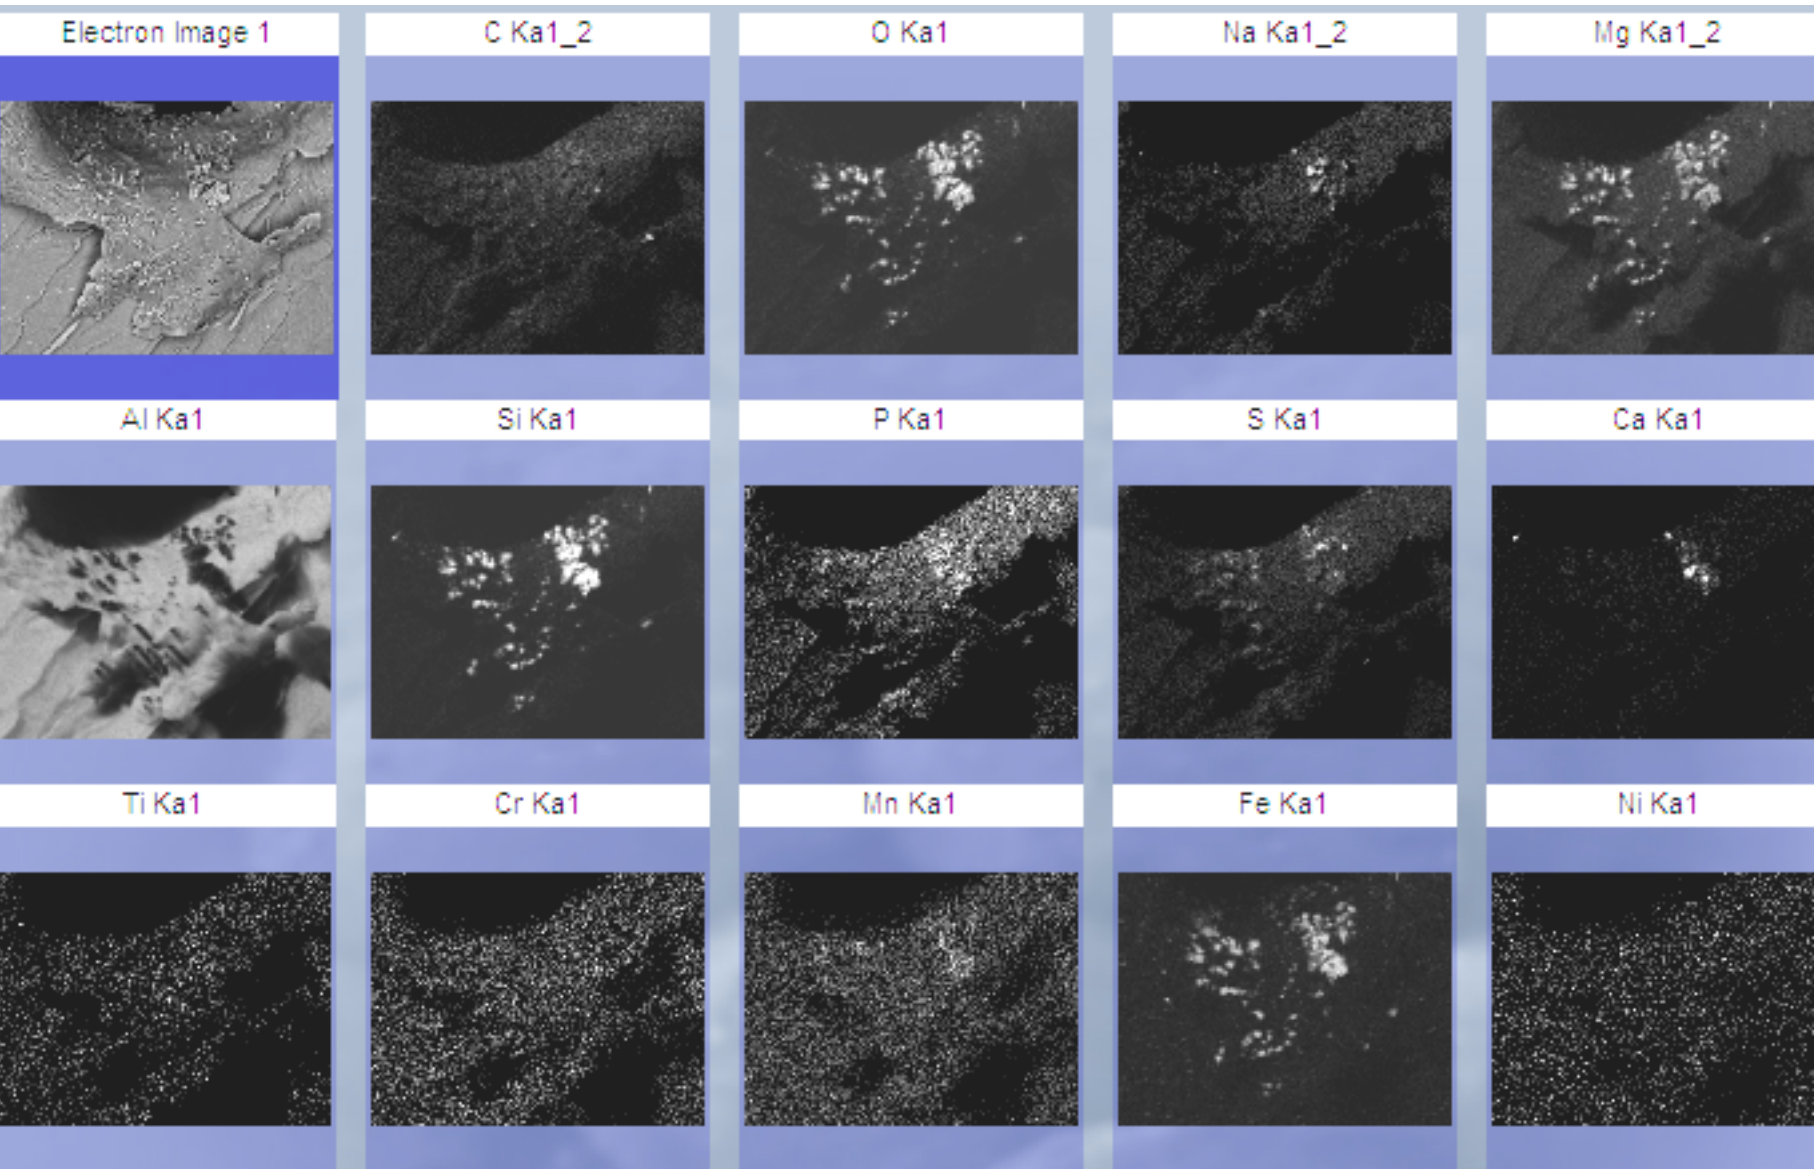 Electron Image 1
C Ka1_2
O Ka1
Na Ka1_2
Mg Ka1_2
Al Ka1
Si Ka1
P Ka1
S Ka1
Ca Ka1
Ti Ka1
Cr Ka1
Mn Ka1
Fe Ka1
Ni Ka1